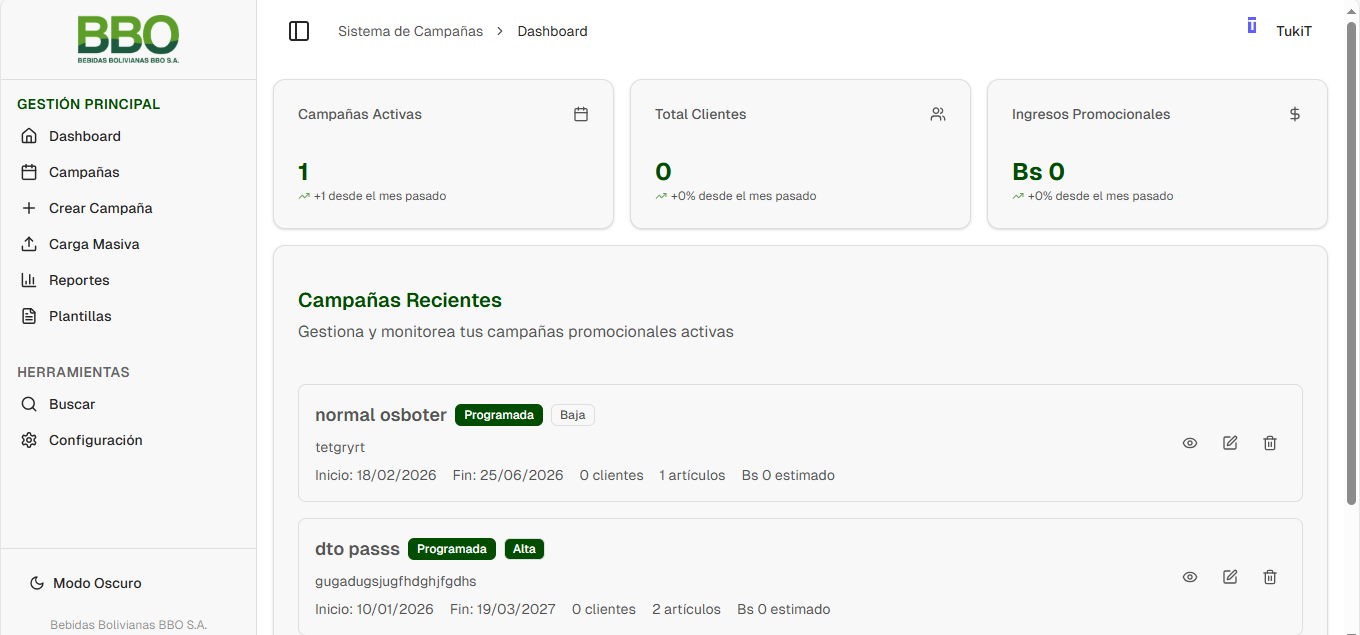 BBO
BEBIDAS BOLIVIANAS BBO S.A.
GESTIÓN PRINCIPAL
Dashboard
Campañas
Crear Campaña
Carga Masiva
Reportes
Plantillas
HERRAMIENTAS
Buscar
Configuración
Modo Oscuro
Bebidas Bolivianas BBO S.A.
Sistema de Campañas > Dashboard
T TukiT
Campañas Activas
1
+1 desde el mes pasado
Total Clientes
0
+0% desde el mes pasado
Ingresos Promocionales
Bs 0
+0% desde el mes pasado
Campañas Recientes
Gestiona y monitorea tus campañas promocionales activas
normal osboter Programada Baja
tetgryrt
Inicio: 18/02/2026 Fin: 25/06/2026 0 clientes 1 artículos Bs 0 estimado
dto passs Programada Alta
gugadugsjugfhdghjfgdhs
Inicio: 10/01/2026 Fin: 19/03/2027 0 clientes 2 artículos Bs 0 estimado